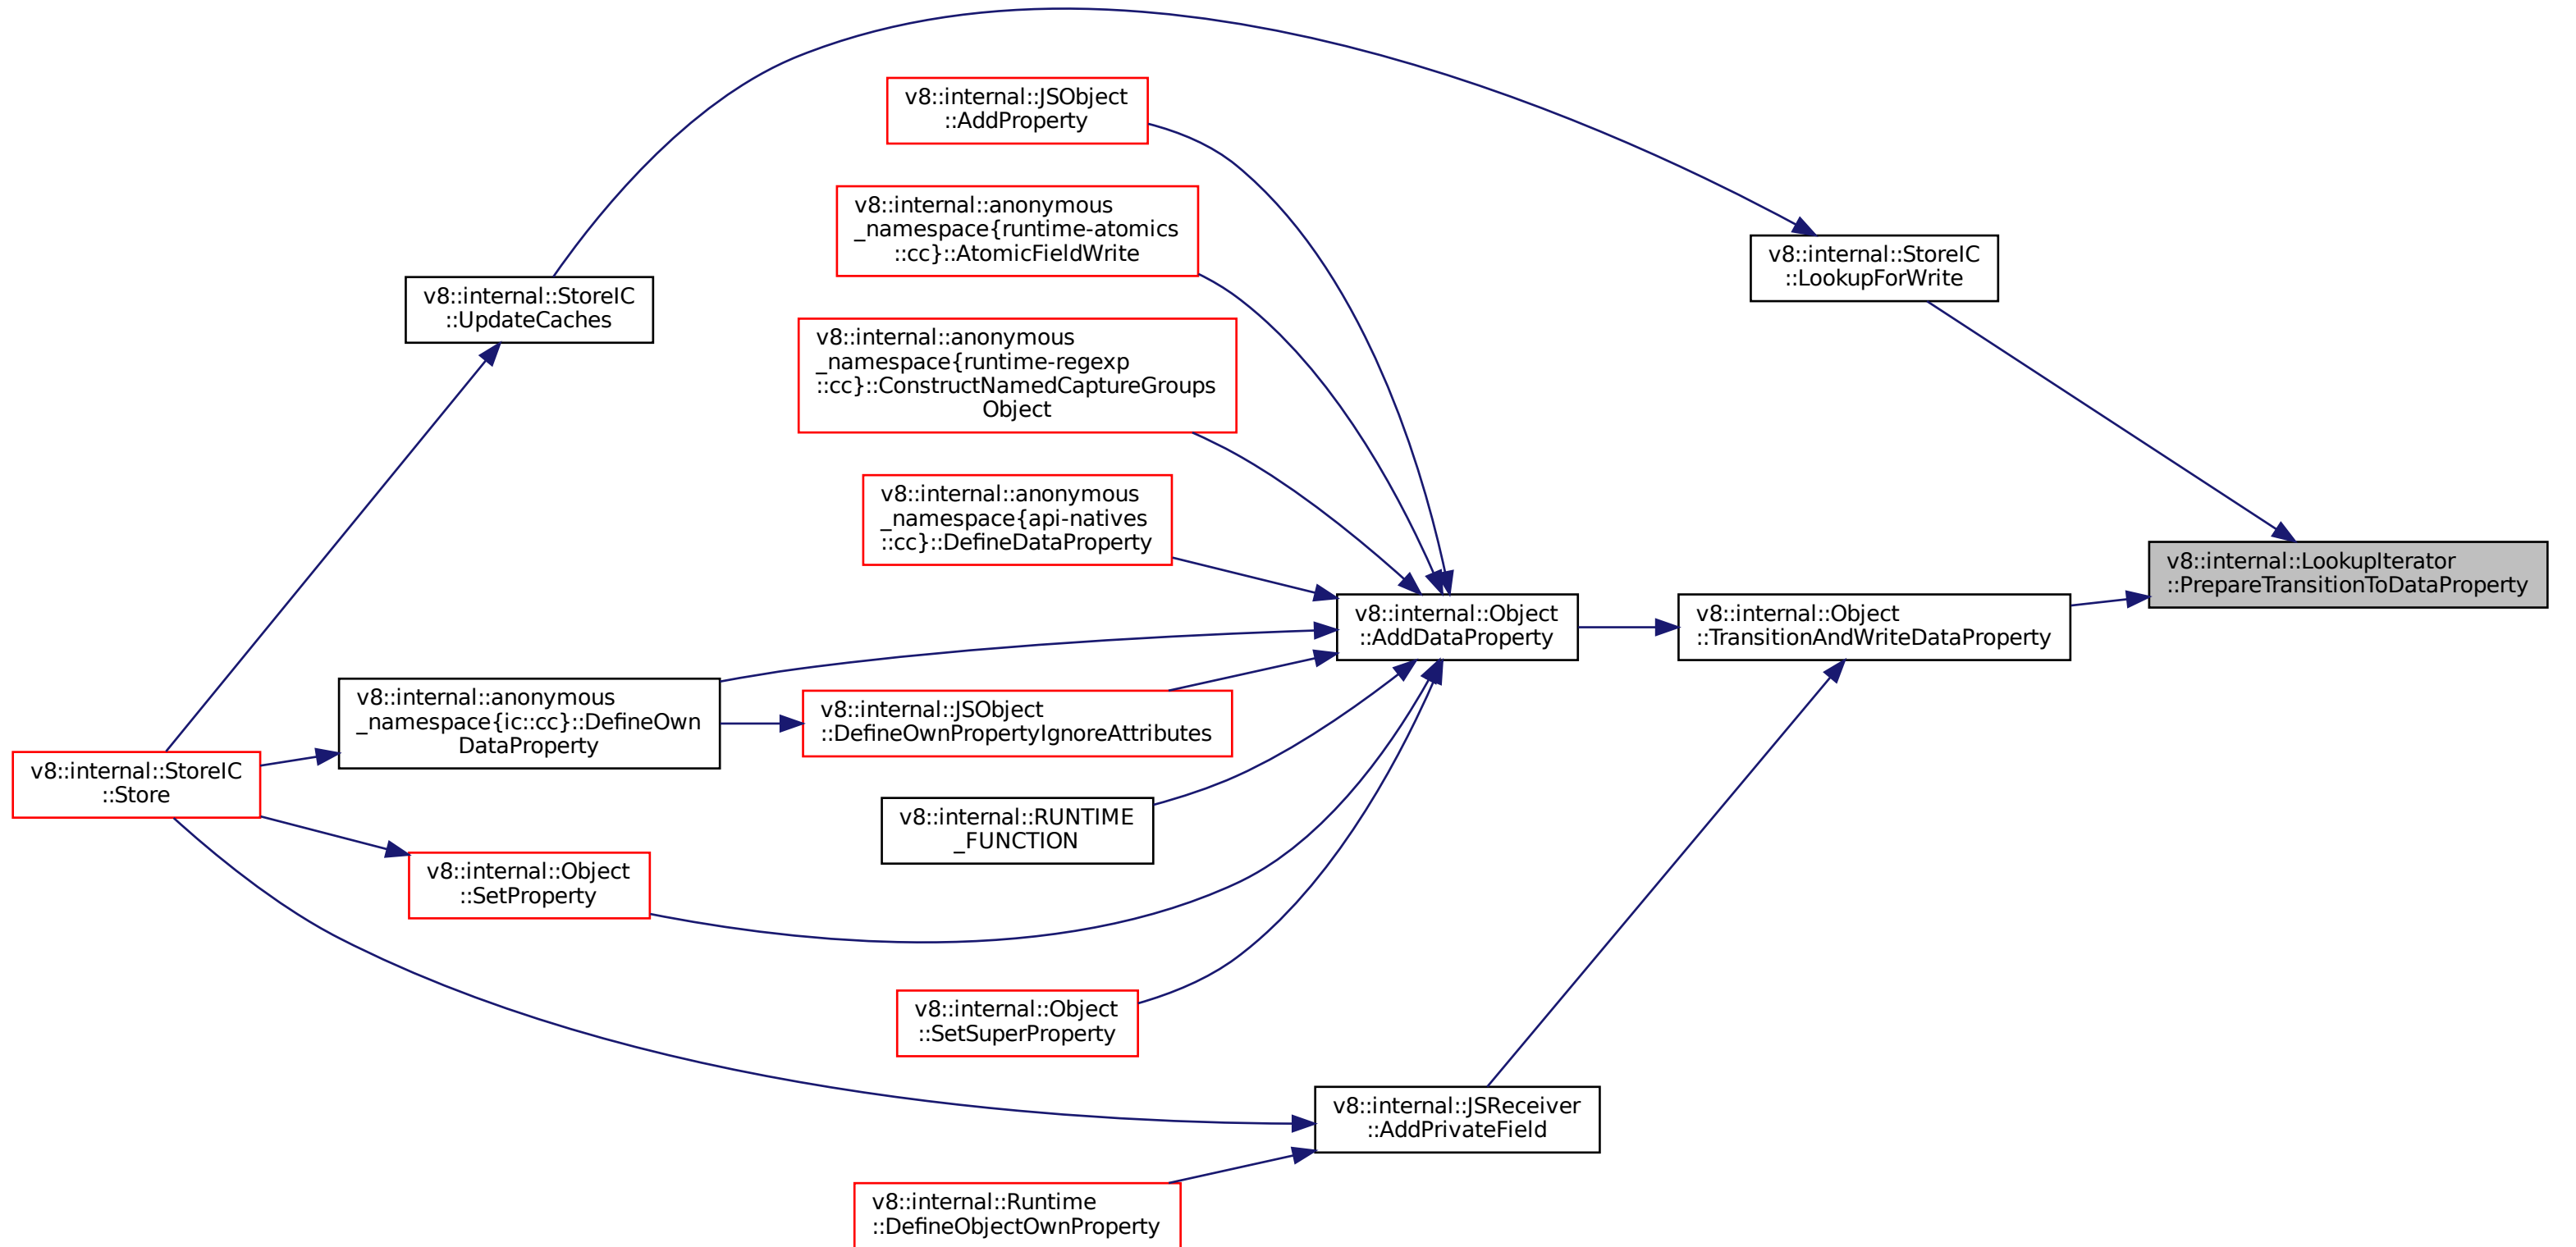 v8::internal::JSObject
::AddProperty
v8::internal::anonymous
_namespace{runtime-atomics
::cc}::AtomicFieldWrite
v8::internal::StoreIC
::LookupForWrite
v8::internal::StoreIC
::UpdateCaches
v8::internal::anonymous
_namespace{runtime-regexp
::cc}::ConstructNamedCaptureGroups
Object
v8::internal::anonymous
_namespace{api-natives
::cc}::DefineDataProperty
v8::internal::LookupIterator
::PrepareTransitionToDataProperty
v8::internal::Object
::AddDataProperty
v8::internal::Object
::TransitionAndWriteDataProperty
v8::internal::anonymous
_namespace{ic::cc}::DefineOwn
DataProperty
v8::internal::JSObject
::DefineOwnPropertyIgnoreAttributes
v8::internal::StoreIC
::Store
v8::internal::RUNTIME
_FUNCTION
v8::internal::Object
::SetProperty
v8::internal::Object
::SetSuperProperty
v8::internal::JSReceiver
::AddPrivateField
v8::internal::Runtime
::DefineObjectOwnProperty